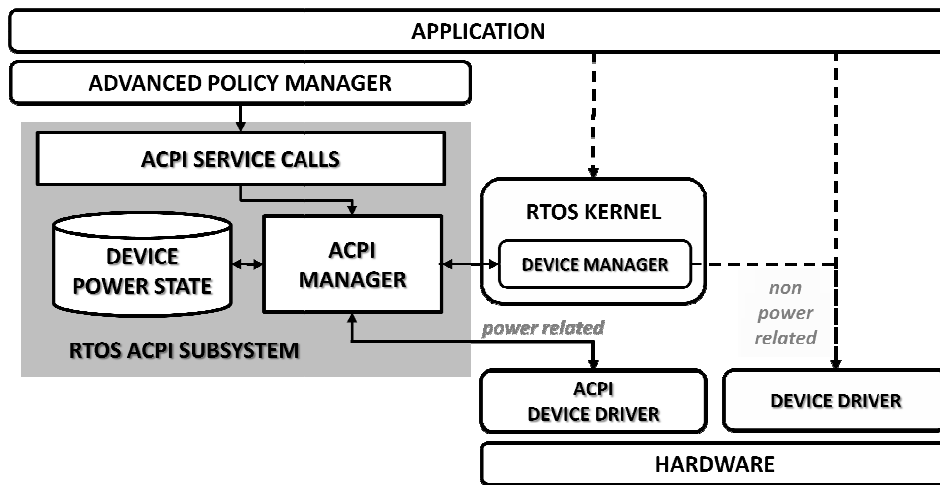 APPLICATION
ADVANCED POLICY MANAGER
ACPI SERVICE CALLS
DEVICE
POWER STATE
ACPI
MANAGER
RTOS ACPI SUBSYSTEM
RTOS KERNEL
DEVICE MANAGER
power related
non
power
related
ACPI
DEVICE DRIVER
DEVICE DRIVER
HARDWARE